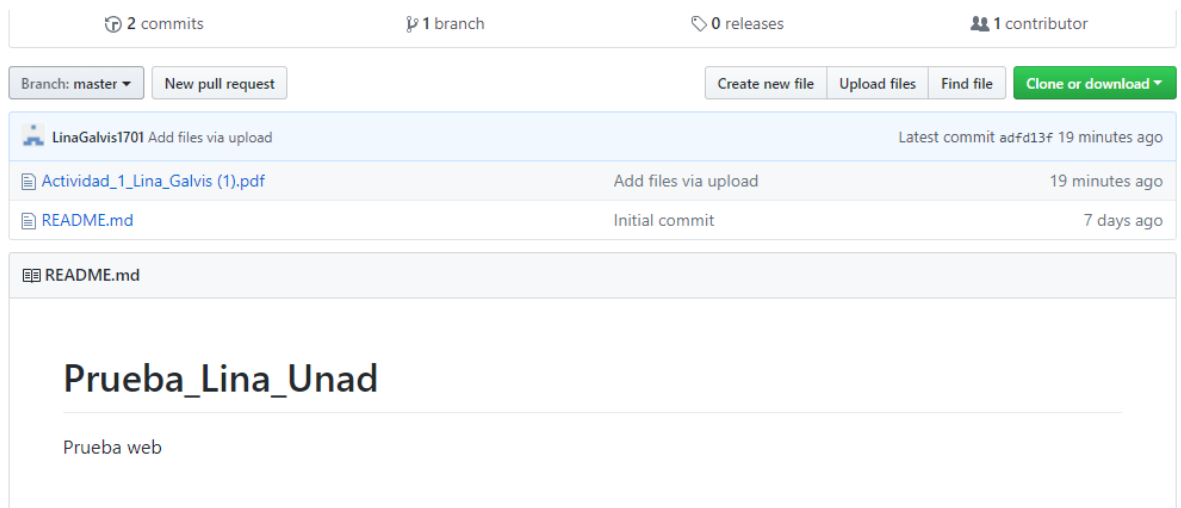 2 commits 1 branch 0 releases 1 contributor
Branch: master New pull request Create new file Upload files Find file Clone or download
LinaGalvis1701 Add files via upload Latest commit adfd13f 19 minutes ago
Actividad_1_Lina_Galvis (1).pdf Add files via upload 19 minutes ago
README.md Initial commit 7 days ago
README.md
Prueba_Lina_Unad
Prueba web